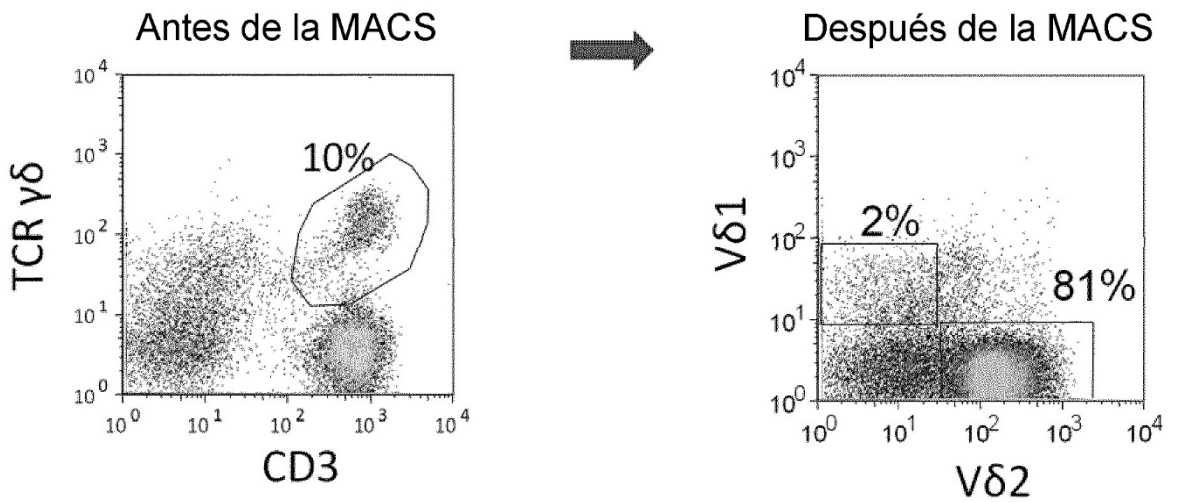 Antes de la MACS
Después de la MACS
TCR γδ
10⁴
10³
10²
10¹
10⁰
10%
10⁰ 10¹ 10² 10³ 10⁴
CD3
Vδ1
10⁴
10³
10²
10¹
10⁰
2%
81%
10⁰ 10¹ 10² 10³ 10⁴
Vδ2